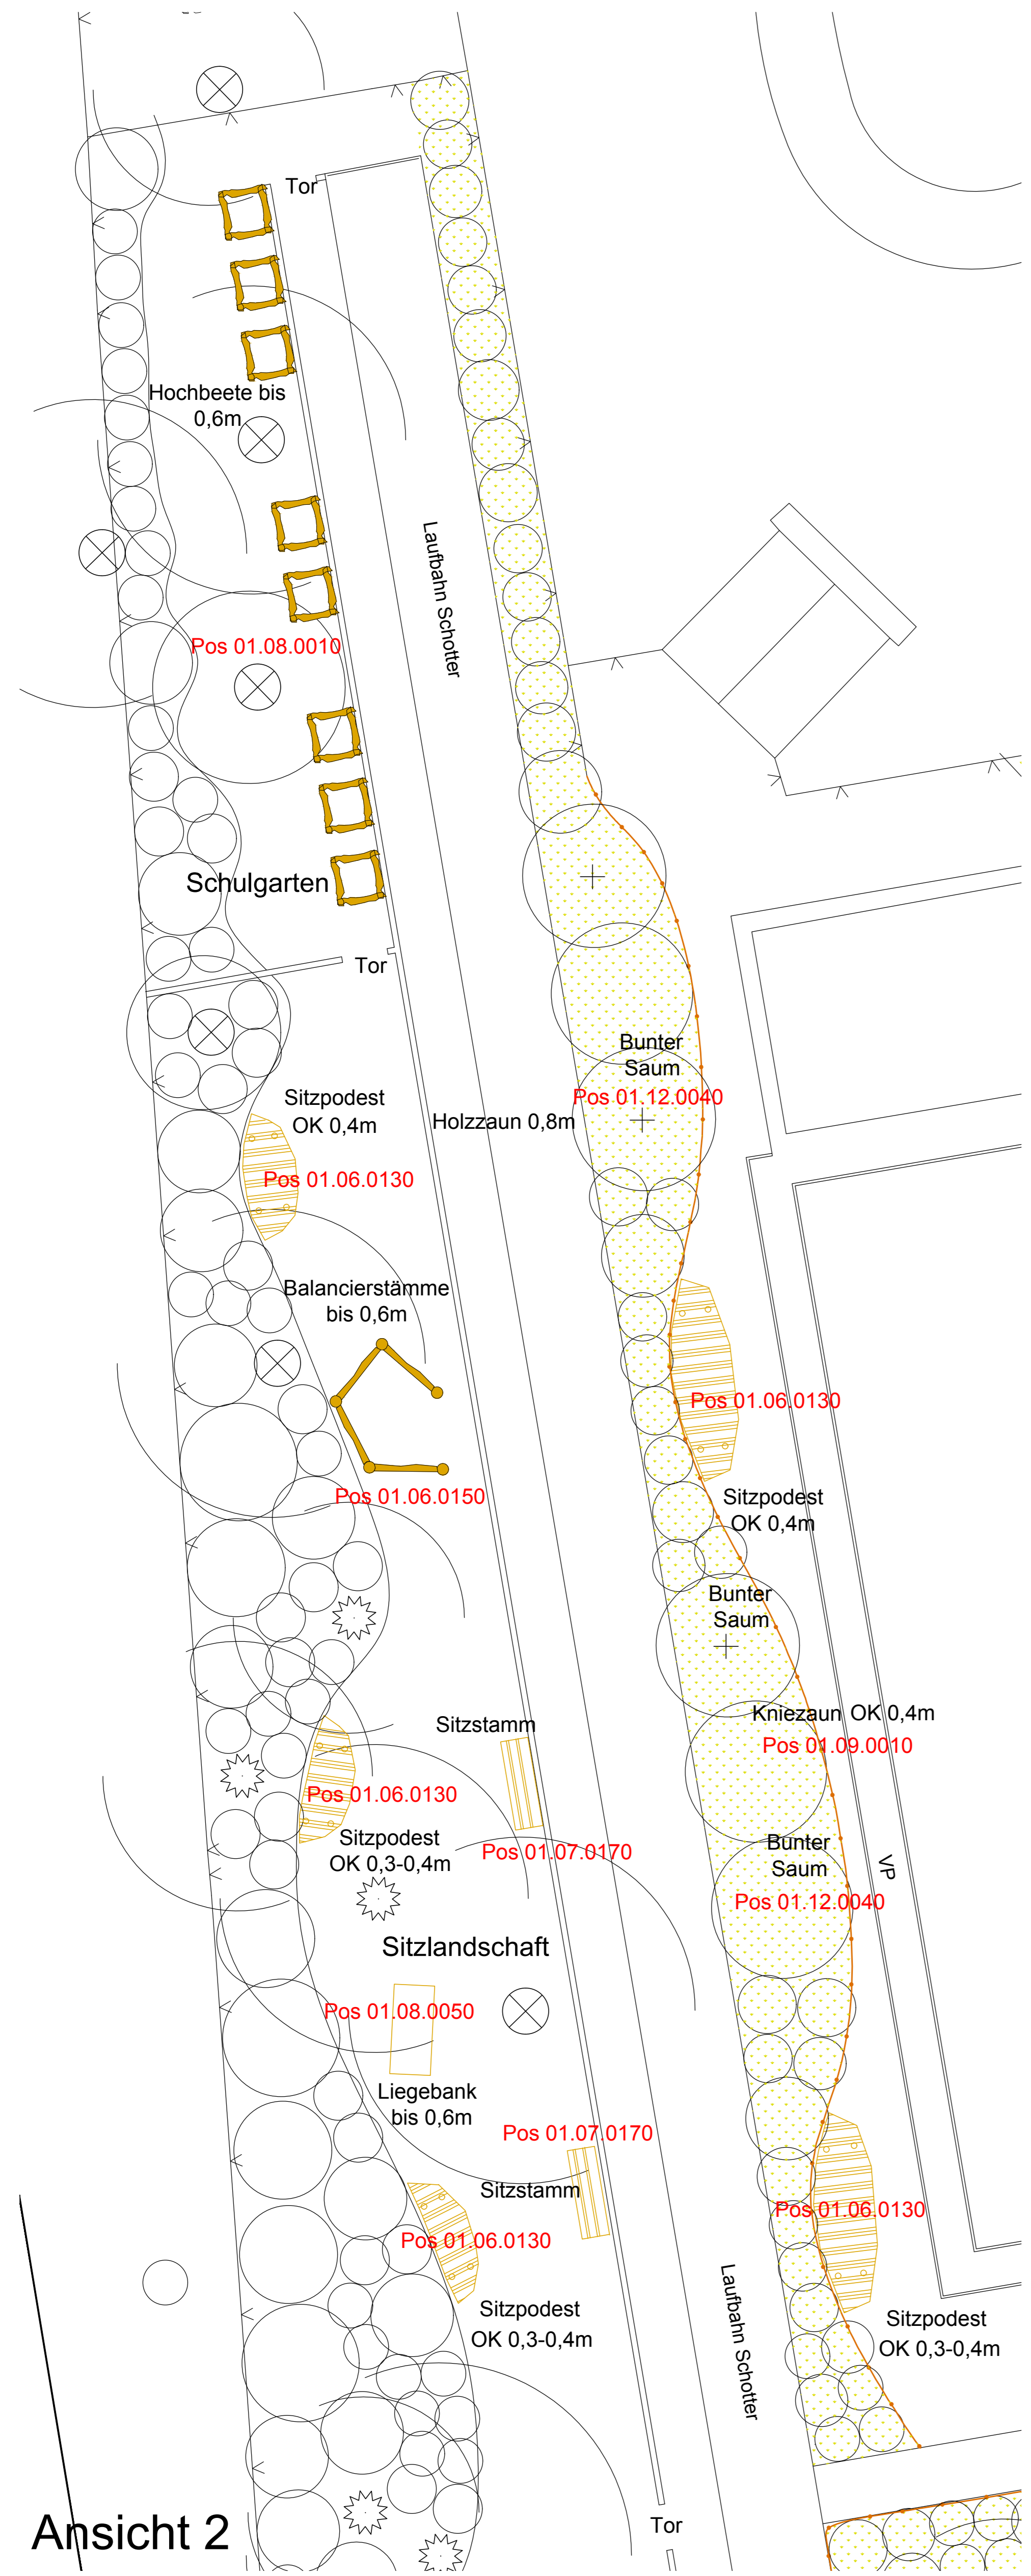 Tor
Hochbeete bis
0,6m
Laufbahn Schotter
Pos 01.08.0010
Schulgarten
Tor
Bunter
Saum
Pos 01.12.0040
Sitzpodest
OK 0,4m
Holzzaun 0,8m
Pos 01.06.0130
Balancierstämme
bis 0,6m
Pos 01.06.0130
Pos 01.06.0150
Sitzpodest
OK 0,4m
Bunter
Saum
Kniezaun OK 0,4m
Sitzstamm
Pos 01.09.0010
Pos 01.06.0130
Sitzpodest
OK 0,3-0,4m
Pos 01.07.0170
Bunter
Saum
VP
Pos 01.12.0040
Sitzlandschaft
Pos 01.08.0050
Liegebank
bis 0,6m
Pos 01.07.0170
Sitzstamm
Pos 01.06.0130
Pos 01.06.0130
Sitzpodest
OK 0,3-0,4m
Laufbahn Schotter
Sitzpodest
OK 0,3-0,4m
Tor
Ansicht 2